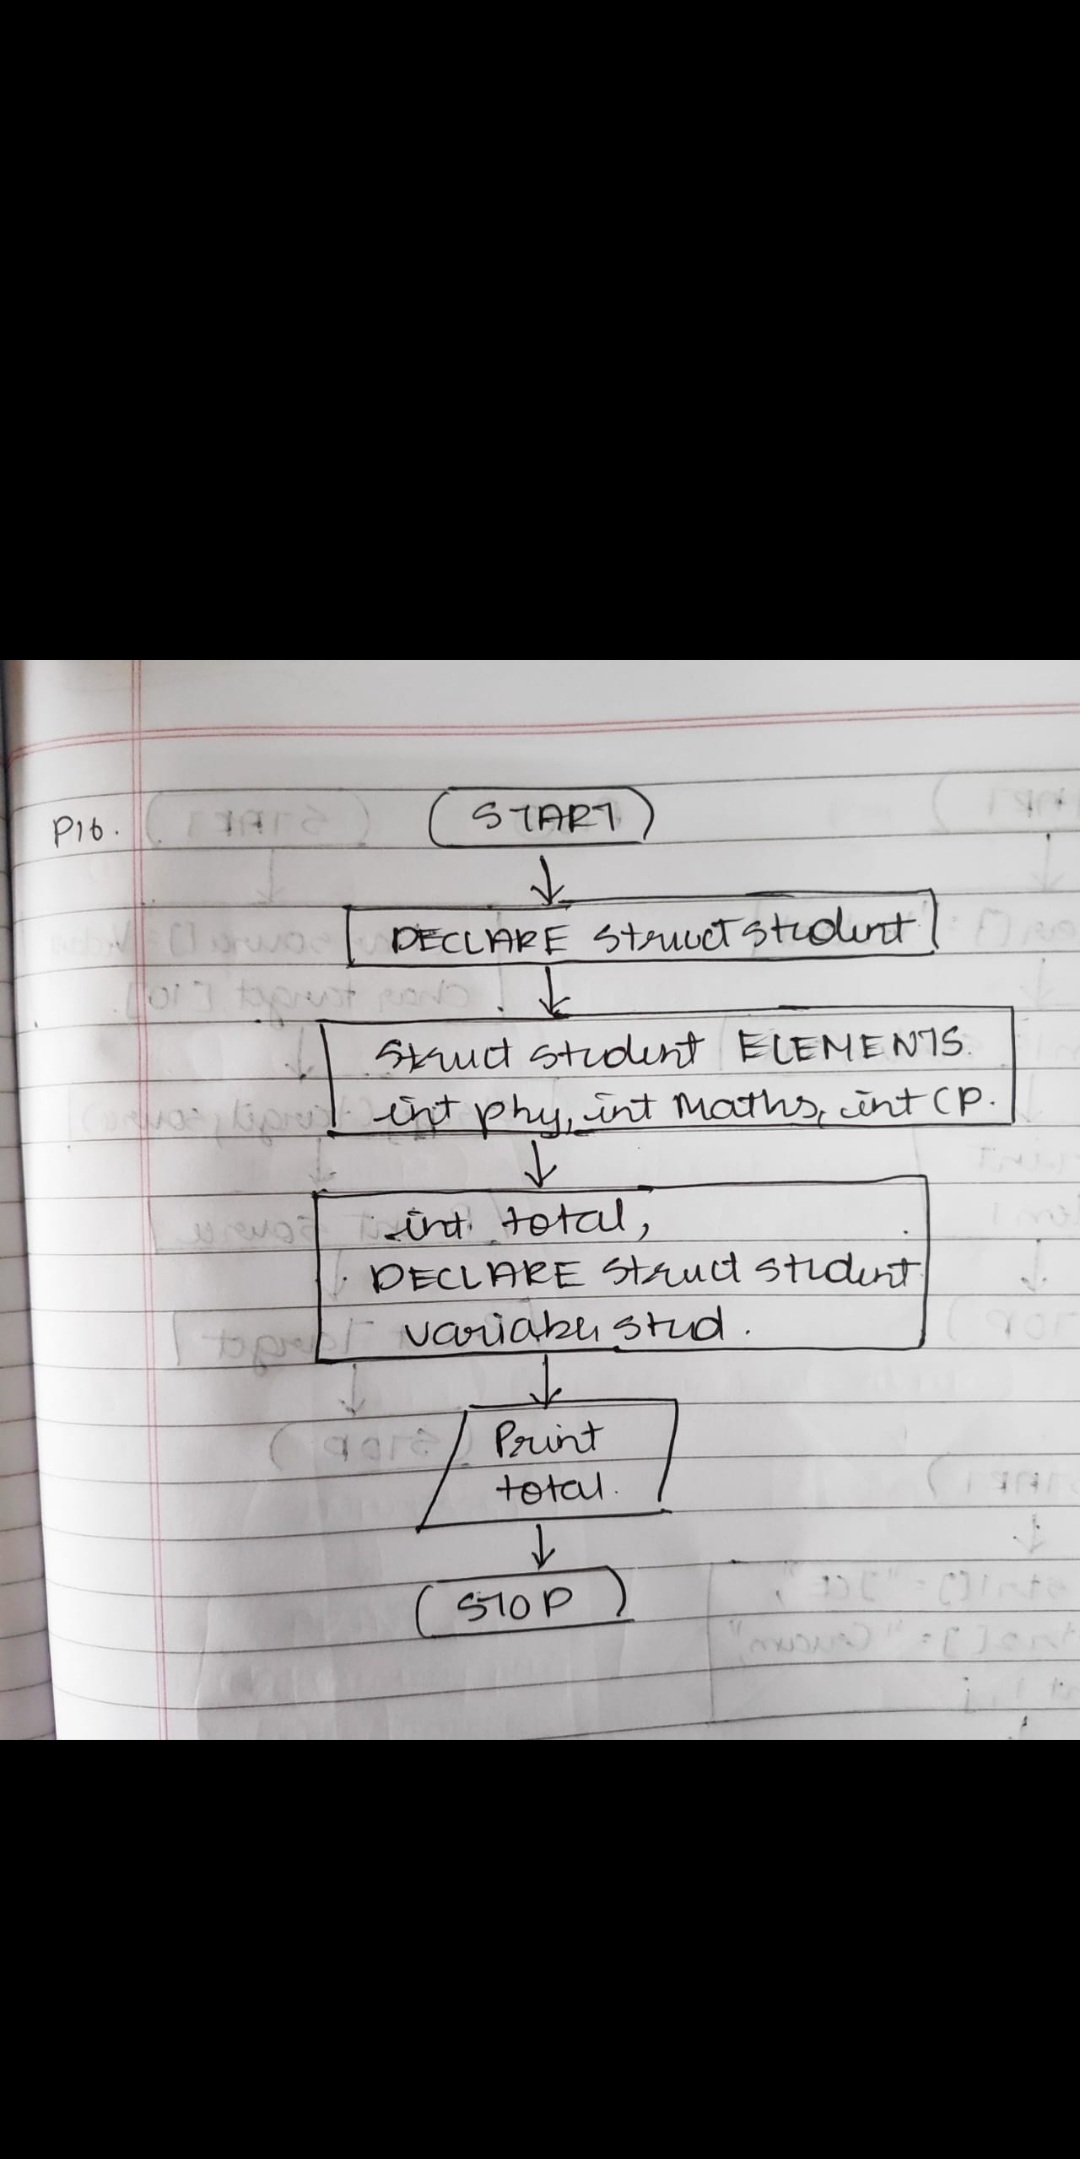 P16.
START
DECLARE struct student
struct student ELEMENTS.
int phy, int Maths, int CP.
int total,
DECLARE struct student
stud.
Print
total.
STOP